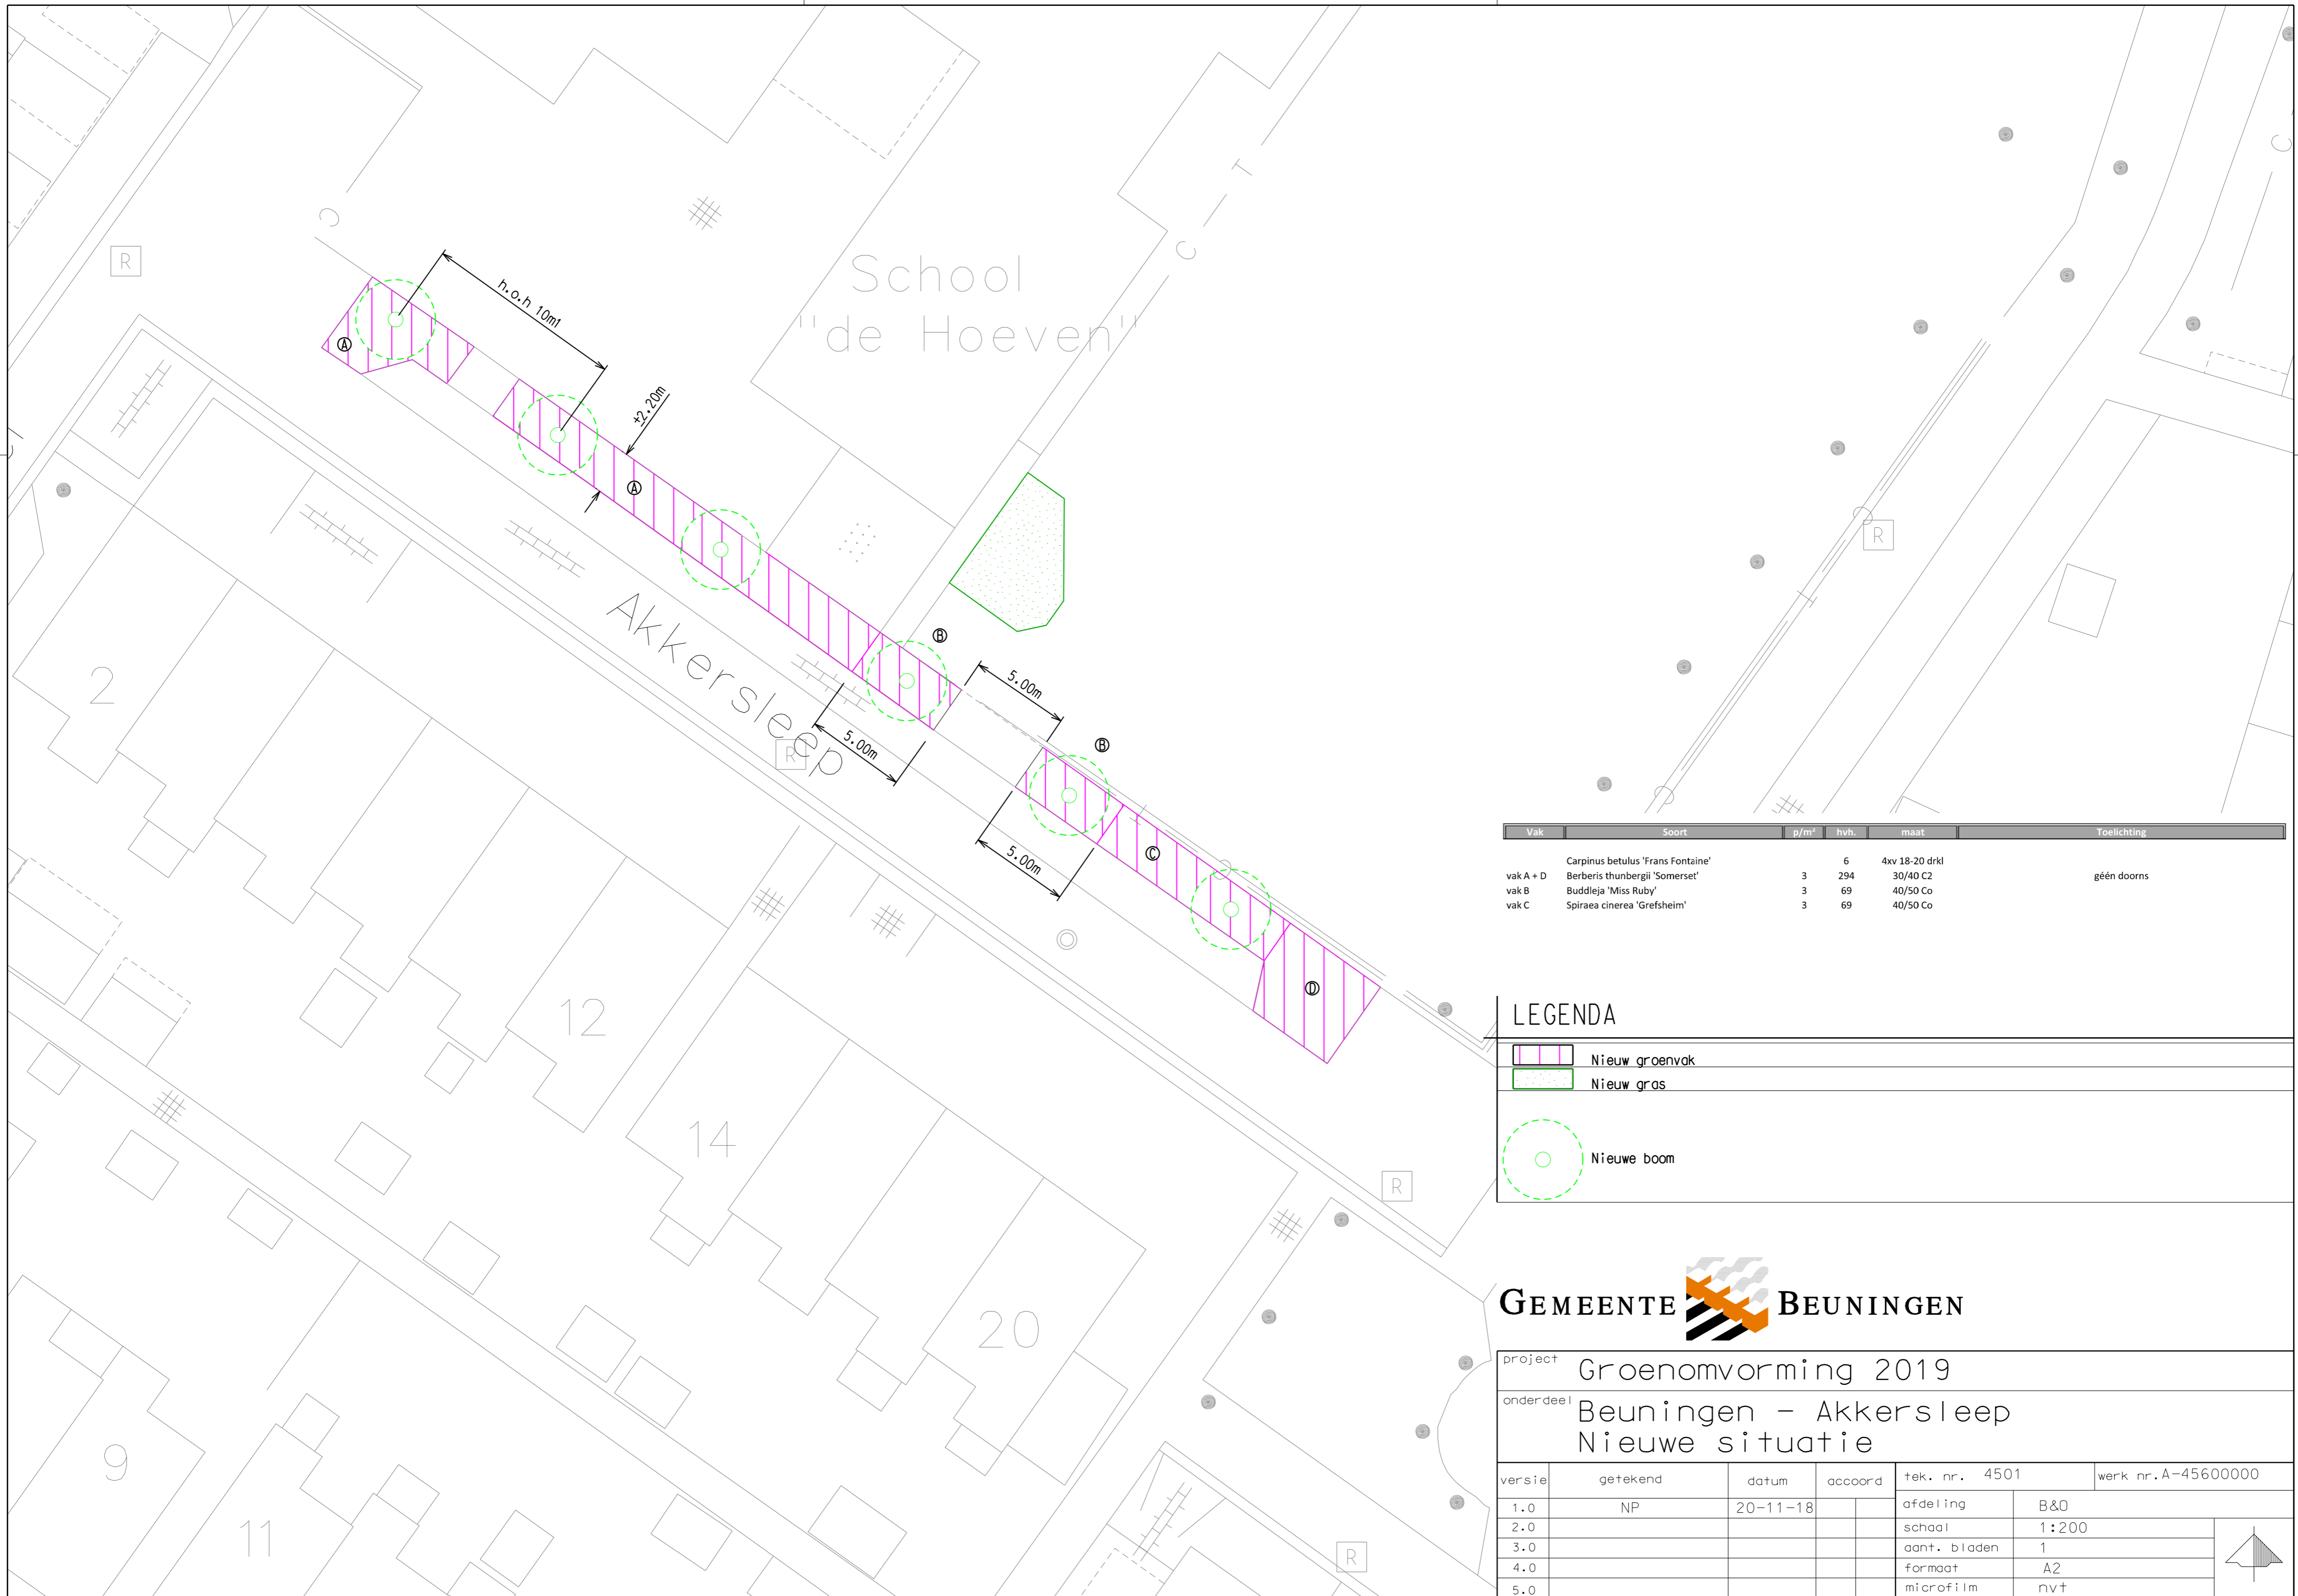 School
"de Hoeven"
C
T
C
C
R
h.o.h 10m1
±2.20m
A
A
R
Akkersleep
B
5.00m
5.00m
R
B
5.00m
C
D
2
12
14
20
9
11
R
R
Vak Soort p/m² hvh. maat Toelichting
Carpinus betulus 'Frans Fontaine' 6 4xv 18-20 drkl
vak A + D Berberis thunbergii 'Somerset' 3 294 30/40 C2 géén doorns
vak B Buddleja 'Miss Ruby' 3 69 40/50 Co
vak C Spiraea cinerea 'Grefsheim' 3 69 40/50 Co
LEGENDA
Nieuw groenvak
Nieuw gras
Nieuwe boom
GEMEENTE BEUNINGEN
project Groenomvorming 2019
onderdeel Beuningen - Akkersleep
Nieuwe situatie
versie getekend datum accoord tek. nr. 4501 werk nr. A-45600000
1.0 NP 20-11-18 afdeling B&O
2.0 schaal 1:200
3.0 aant. bladen 1
4.0 formaat A2
5.0 microfilm nvt